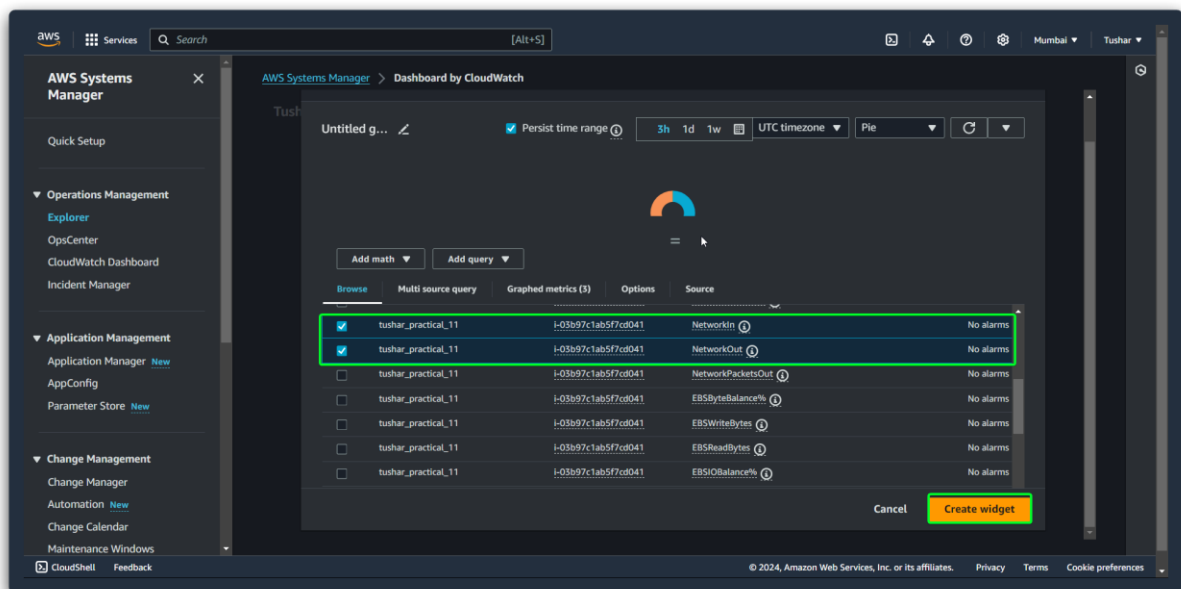 aws Services Search [Alt+S] Mumbai Tushar
AWS Systems Manager > Dashboard by CloudWatch
AWS Systems
Manager
Quick Setup
Operations Management
Explorer
OpsCenter
CloudWatch Dashboard
Incident Manager
Application Management
Application Manager New
AppConfig
Parameter Store New
Change Management
Change Manager
Automation New
Change Calendar
Maintenance Windows
Tush
Untitled g... Persist time range 3h 1d 1w UTC timezone Pie
Add math Add query
Browse Multi source query Graphed metrics (3) Options Source
tushar_practical_11 i-03b97c1ab5f7cd041 NetworkIn No alarms
tushar_practical_11 i-03b97c1ab5f7cd041 NetworkOut No alarms
tushar_practical_11 i-03b97c1ab5f7cd041 NetworkPacketsOut No alarms
tushar_practical_11 i-03b97c1ab5f7cd041 EBSByteBalance% No alarms
tushar_practical_11 i-03b97c1ab5f7cd041 EBSWriteBytes No alarms
tushar_practical_11 i-03b97c1ab5f7cd041 EBSReadBytes No alarms
tushar_practical_11 i-03b97c1ab5f7cd041 EBSIOBalance% No alarms
Cancel Create widget
CloudShell Feedback © 2024, Amazon Web Services, Inc. or its affiliates. Privacy Terms Cookie preferences